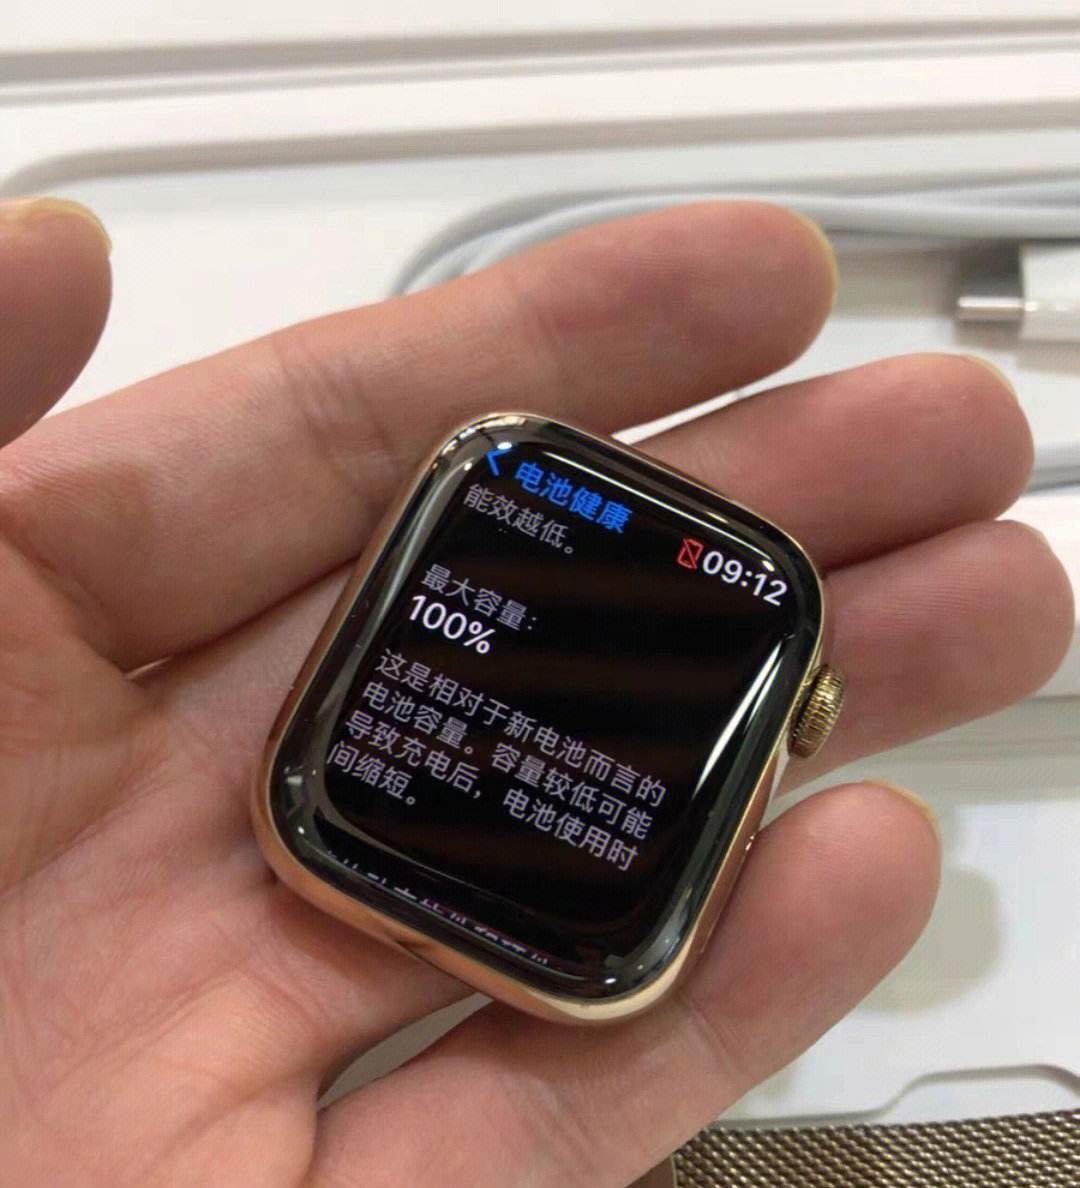 电池健康
09:12
能效越低。
最大容量：
100%
这是相对于新电池而言的
电池容量。容量较低可能
导致充电后，电池使用时
间缩短。